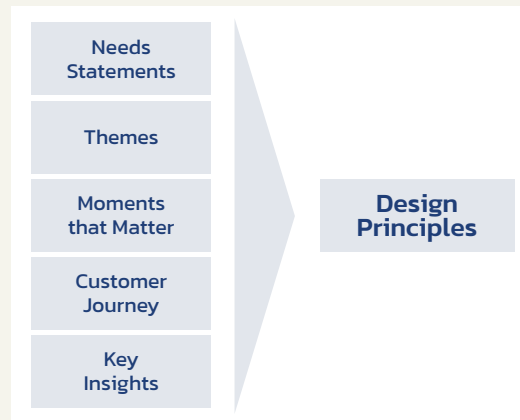 Needs
Statements
Themes
Moments
that Matter
Customer
Journey
Key
Insights
Design
Principles